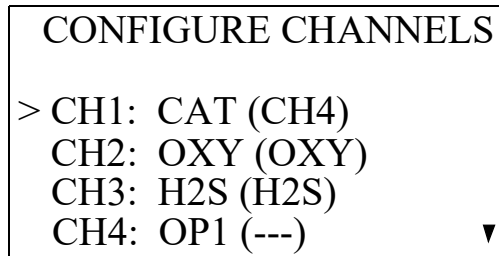 CONFIGURE CHANNELS
> CH1: CAT (CH4)
CH2: OXY (OXY)
CH3: H2S (H2S)
CH4: OP1 (---)